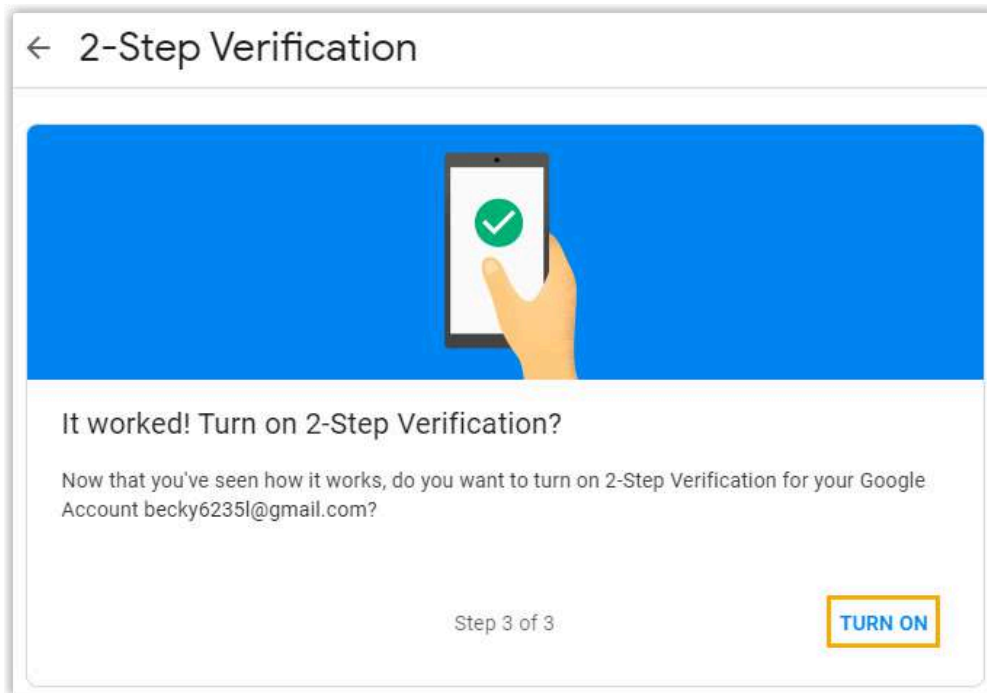 2-Step Verification
It worked! Turn on 2-Step Verification?
Now that you've seen how it works, do you want to turn on 2-Step Verification for your Google
Account becky6235l@gmail.com?
Step 3 of 3
TURN ON